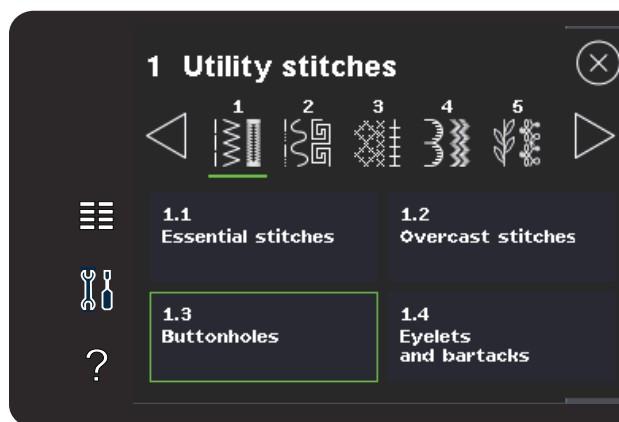 1 Utility stitches
1 2 3 4 5
1.1
Essential stitches
1.2
Overcast stitches
1.3
Buttonholes
1.4
Eyelets
and bartacks
?